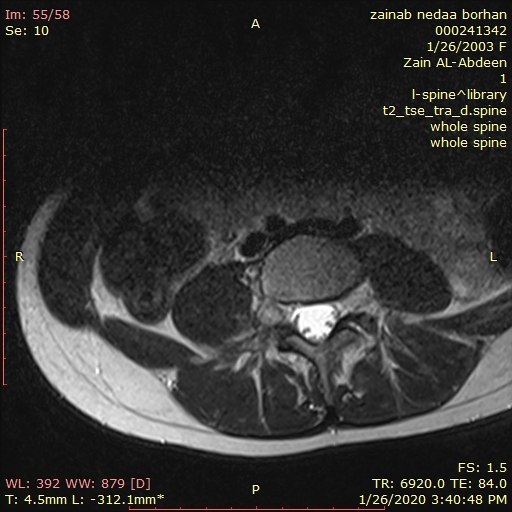 Im: 55/58
Se: 10
A
zainab nedaa borhan
000241342
1/26/2003 F
Zain AL-Abdeen
1
l-spine^library
t2_tse_tra_d.spine
whole spine
whole spine
R
L
WL: 392 WW: 879 [D]
T: 4.5mm L: -312.1mm*
P
FS: 1.5
TR: 6920.0 TE: 84.0
1/26/2020 3:40:48 PM